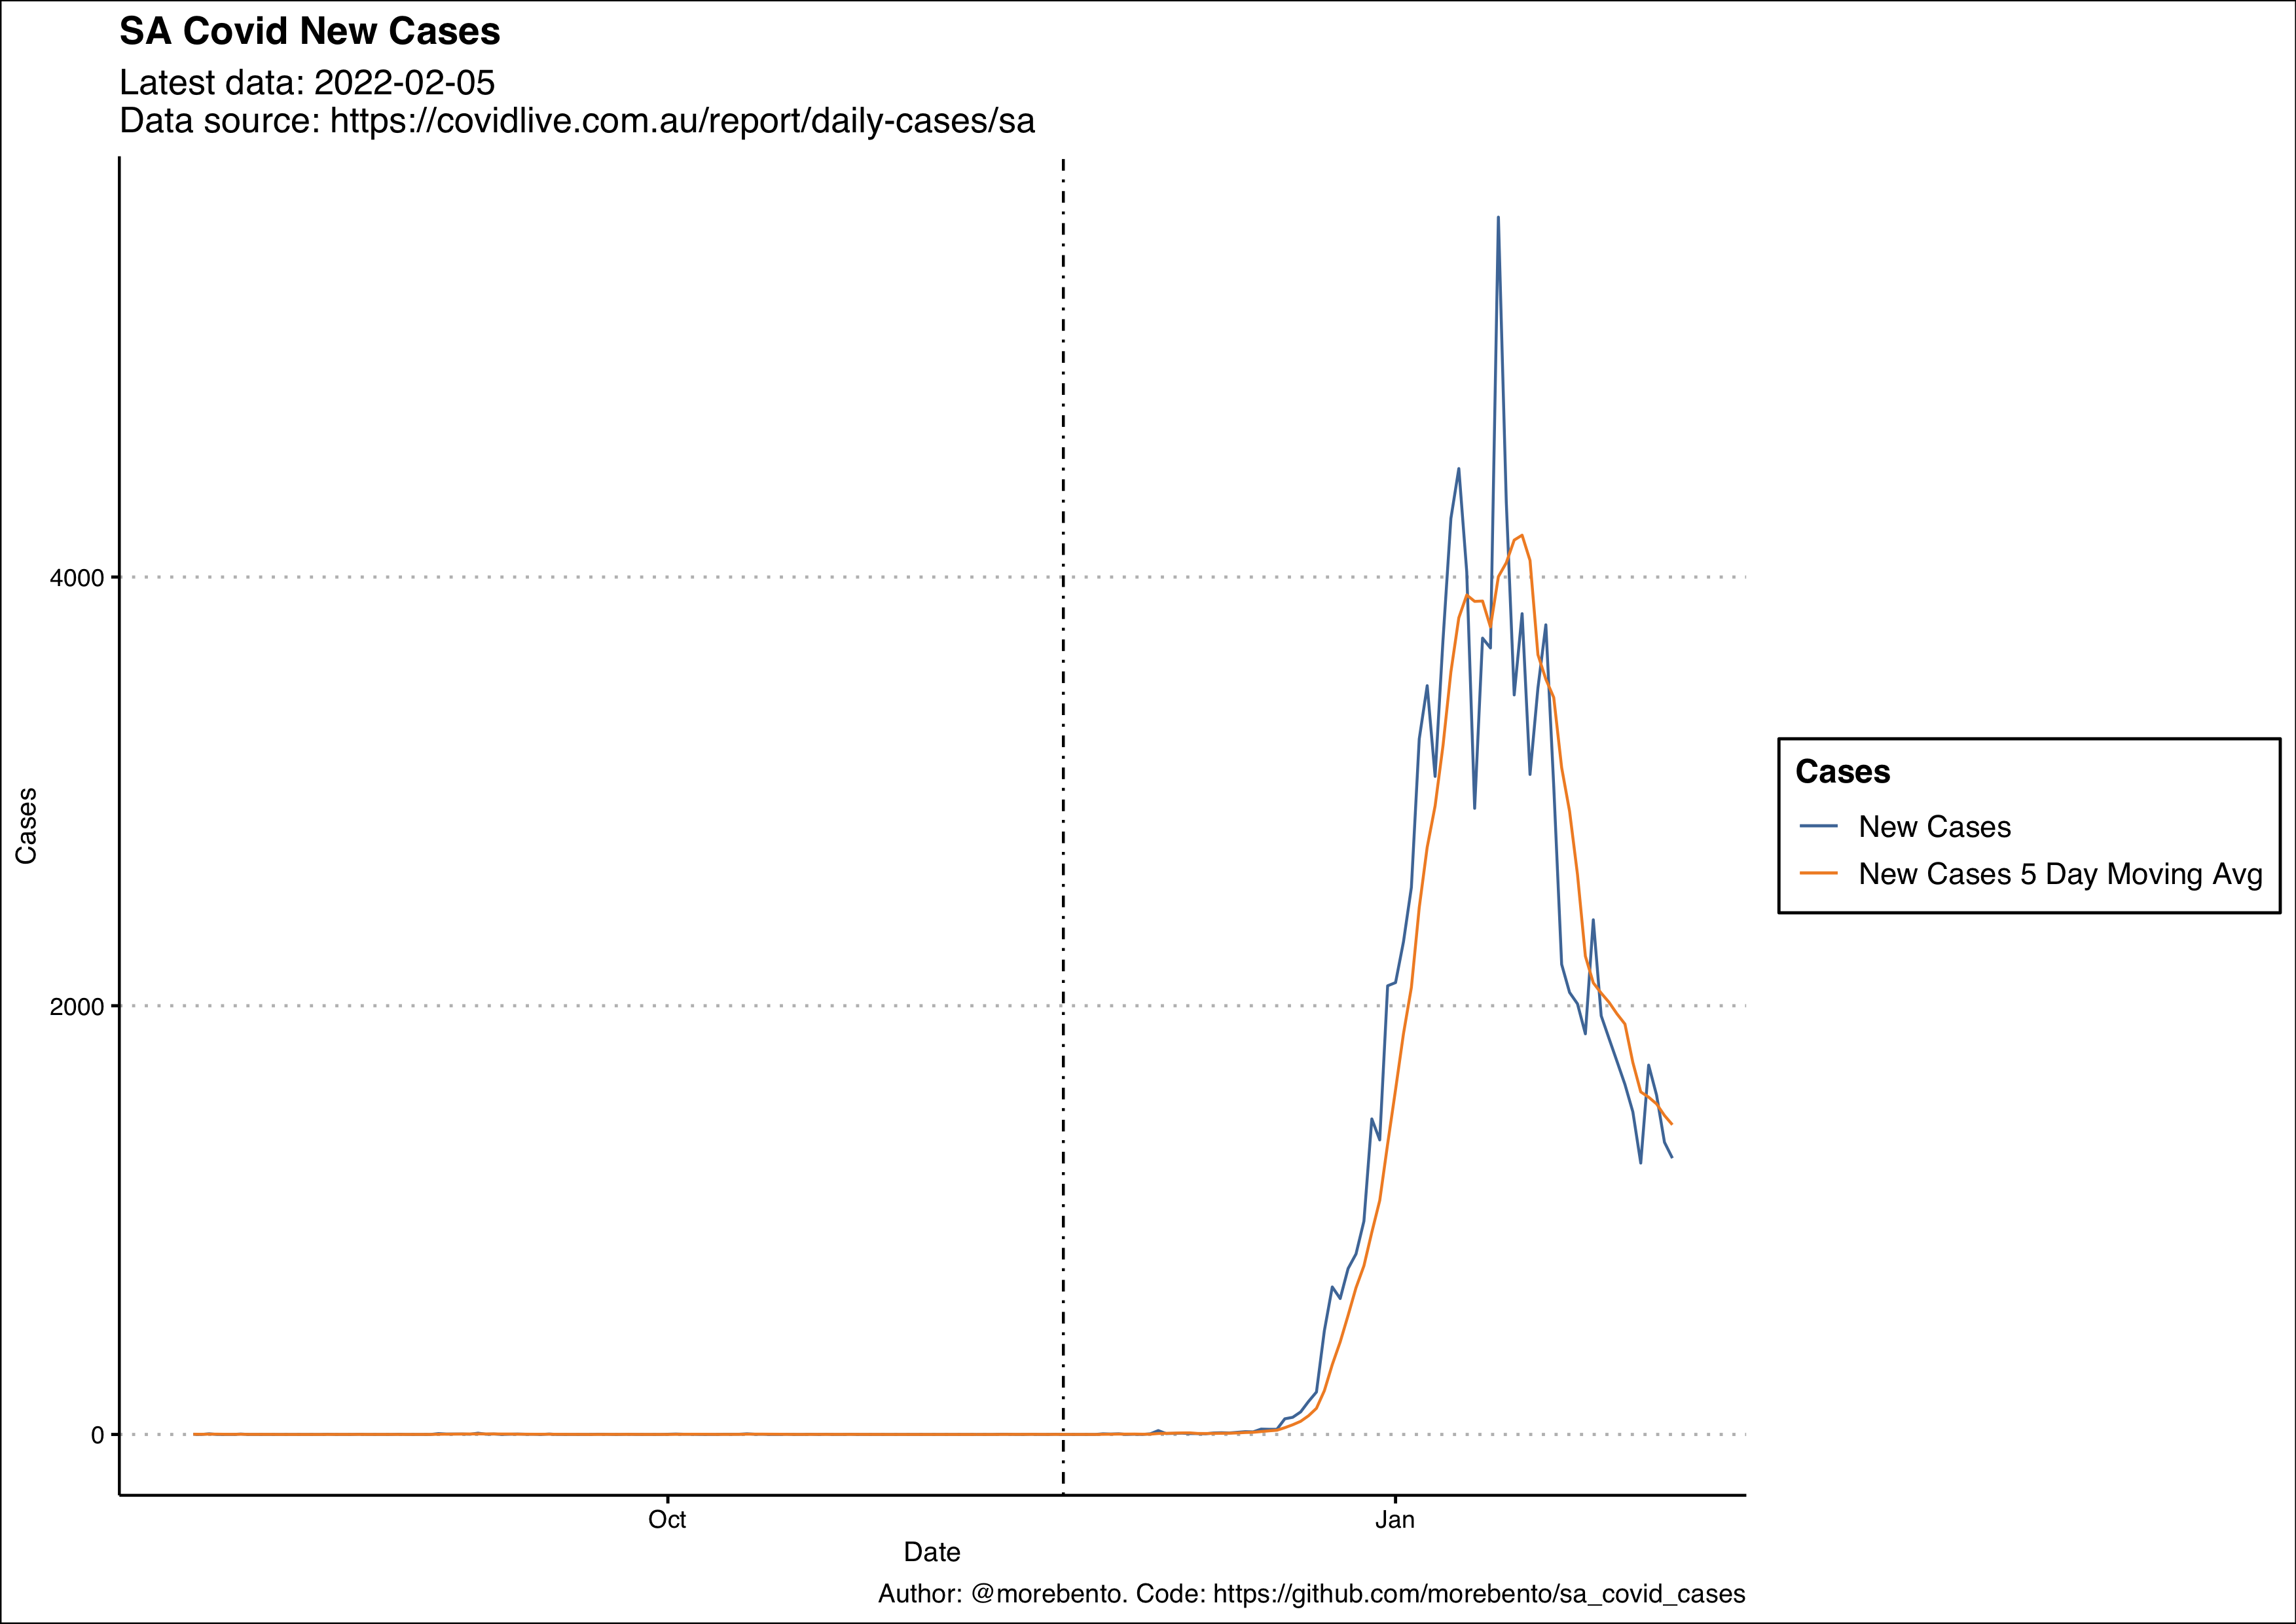 SA Covid New Cases
Latest data: 2022-02-05
Data source: https://covidlive.com.au/report/daily-cases/sa
Cases
4000
2000
0
Oct
Jan
Date
Cases
New Cases
New Cases 5 Day Moving Avg
Author: @morebento. Code: https://github.com/morebento/sa_covid_cases